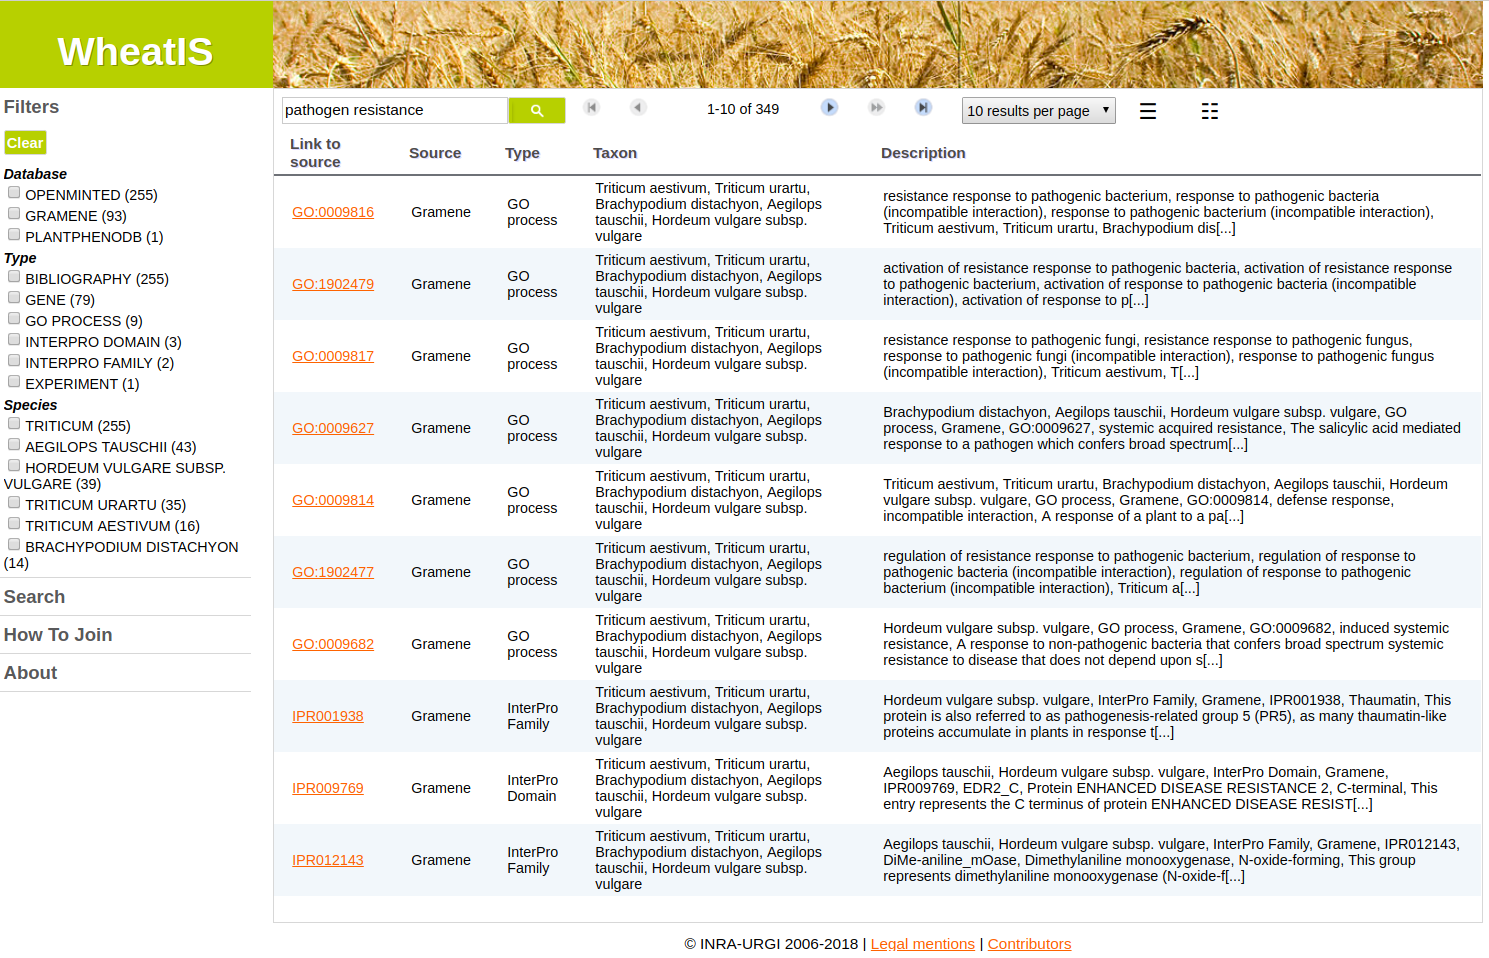 WheatIS
Filters
Clear
Database
OPENMINTED (255)
GRAMENE (93)
PLANTPHENODB (1)
Type
BIBLIOGRAPHY (255)
GENE (79)
GO PROCESS (9)
INTERPRO DOMAIN (3)
INTERPRO FAMILY (2)
EXPERIMENT (1)
Species
TRITICUM (255)
AEGILOPS TAUSCHII (43)
HORDEUM VULGARE SUBSP.
VULGARE (39)
TRITICUM URARTU (35)
TRITICUM AESTIVUM (16)
BRACHYPODIUM DISTACHYON
(14)
Search
How To Join
About
pathogen resistance
1-10 of 349
10 results per page
Link to
source
Source
Type
Taxon
Description
GO:0009816
Gramene
GO
process
Triticum aestivum, Triticum urartu,
Brachypodium distachyon, Aegilops
tauschii, Hordeum vulgare subsp.
vulgare
resistance response to pathogenic bacterium, response to pathogenic bacteria
(incompatible interaction), response to pathogenic bacterium (incompatible interaction),
Triticum aestivum, Triticum urartu, Brachypodium dis[...]
GO:1902479
Gramene
GO
process
Triticum aestivum, Triticum urartu,
Brachypodium distachyon, Aegilops
tauschii, Hordeum vulgare subsp.
vulgare
activation of resistance response to pathogenic bacteria, activation of resistance response
to pathogenic bacterium, activation of response to pathogenic bacteria (incompatible
interaction), activation of response to p[...]
GO:0009817
Gramene
GO
process
Triticum aestivum, Triticum urartu,
Brachypodium distachyon, Aegilops
tauschii, Hordeum vulgare subsp.
vulgare
resistance response to pathogenic fungi, resistance response to pathogenic fungus,
response to pathogenic fungi (incompatible interaction), response to pathogenic fungus
(incompatible interaction), Triticum aestivum, T[...]
GO:0009627
Gramene
GO
process
Triticum aestivum, Triticum urartu,
Brachypodium distachyon, Aegilops
tauschii, Hordeum vulgare subsp.
vulgare
Brachypodium distachyon, Aegilops tauschii, Hordeum vulgare subsp. vulgare, GO
process, Gramene, GO:0009627, systemic acquired resistance, The salicylic acid mediated
response to a pathogen which confers broad spectrum[...]
GO:0009814
Gramene
GO
process
Triticum aestivum, Triticum urartu,
Brachypodium distachyon, Aegilops
tauschii, Hordeum vulgare subsp.
vulgare
Triticum aestivum, Triticum urartu, Brachypodium distachyon, Aegilops tauschii, Hordeum
vulgare subsp. vulgare, GO process, Gramene, GO:0009814, defense response,
incompatible interaction, A response of a plant to a pa[...]
GO:1902477
Gramene
GO
process
Triticum aestivum, Triticum urartu,
Brachypodium distachyon, Aegilops
tauschii, Hordeum vulgare subsp.
vulgare
regulation of resistance response to pathogenic bacterium, regulation of response to
pathogenic bacteria (incompatible interaction), regulation of response to pathogenic
bacterium (incompatible interaction), Triticum a[...]
GO:0009682
Gramene
GO
process
Triticum aestivum, Triticum urartu,
Brachypodium distachyon, Aegilops
tauschii, Hordeum vulgare subsp.
vulgare
Hordeum vulgare subsp. vulgare, GO process, Gramene, GO:0009682, induced systemic
resistance, A response to non-pathogenic bacteria that confers broad spectrum systemic
resistance to disease that does not depend upon s[...]
IPR001938
Gramene
InterPro
Family
Triticum aestivum, Triticum urartu,
Brachypodium distachyon, Aegilops
tauschii, Hordeum vulgare subsp.
vulgare
Hordeum vulgare subsp. vulgare, InterPro Family, Gramene, IPR001938, Thaumatin, This
protein is also referred to as pathogenesis-related group 5 (PR5), as many thaumatin-like
proteins accumulate in plants in response t[...]
IPR009769
Gramene
InterPro
Domain
Triticum aestivum, Triticum urartu,
Brachypodium distachyon, Aegilops
tauschii, Hordeum vulgare subsp.
vulgare
Aegilops tauschii, Hordeum vulgare subsp. vulgare, InterPro Domain, Gramene,
IPR009769, EDR2_C, Protein ENHANCED DISEASE RESISTANCE 2, C-terminal, This
entry represents the C terminus of protein ENHANCED DISEASE RESIST[...]
IPR012143
Gramene
InterPro
Family
Triticum aestivum, Triticum urartu,
Brachypodium distachyon, Aegilops
tauschii, Hordeum vulgare subsp.
vulgare
Aegilops tauschii, Hordeum vulgare subsp. vulgare, InterPro Family, Gramene, IPR012143,
DiMe-aniline_mOase, Dimethylaniline monooxygenase, N-oxide-forming, This group
represents dimethylaniline monooxygenase (N-oxide-f[...]
© INRA-URGI 2006-2018 | Legal mentions | Contributors